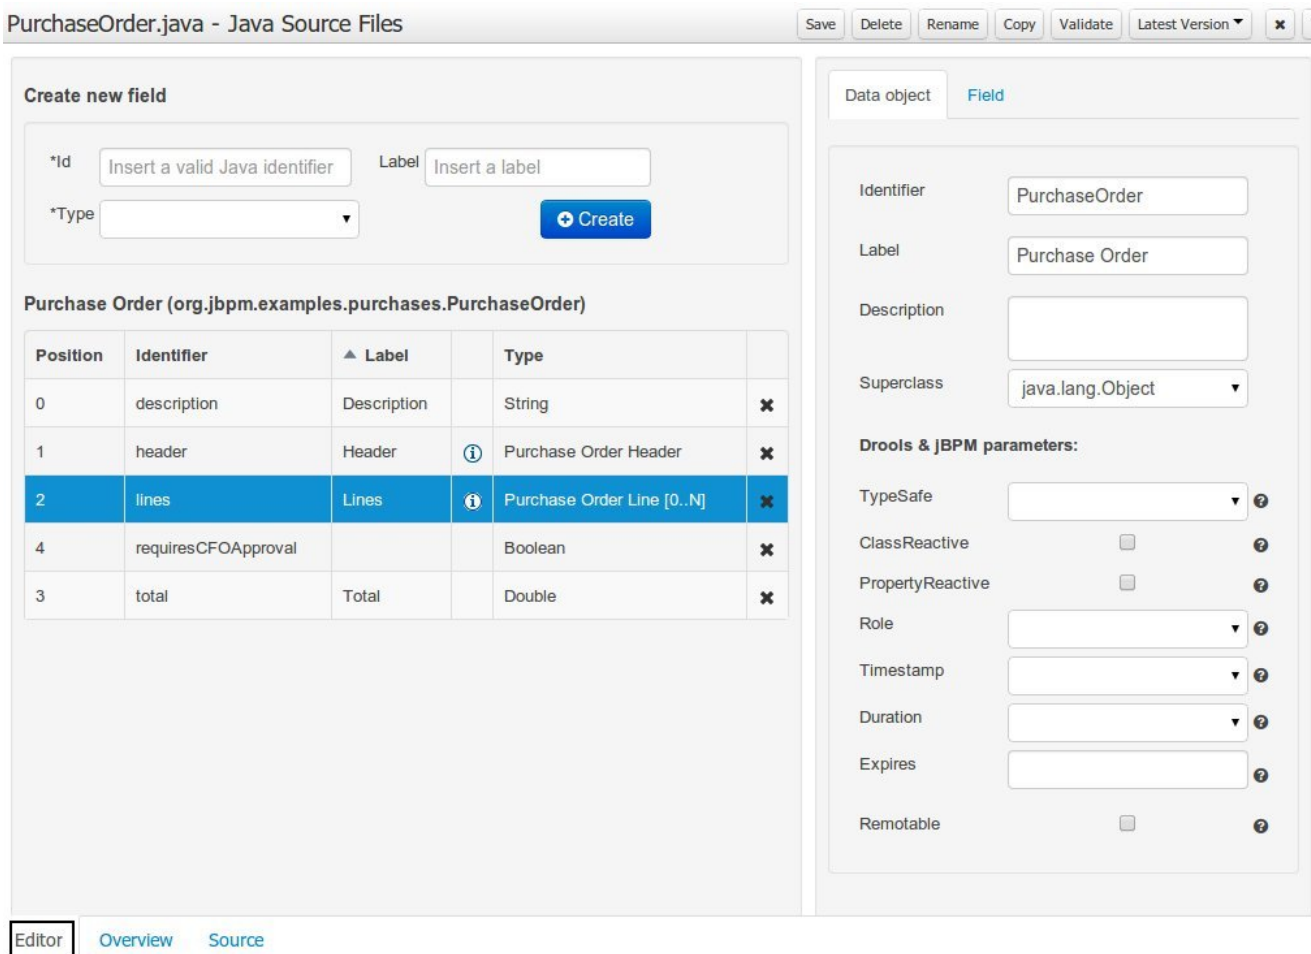 PurchaseOrder.java - Java Source Files
Save Delete Rename Copy Validate Latest Version
Create new field
*Id Insert a valid Java identifier Label Insert a label
*Type
Create
Purchase Order (org.jbpm.examples.purchases.PurchaseOrder)
Position Identifier Label Type
0 description Description String
1 header Header Purchase Order Header
2 lines Lines Purchase Order Line [0..N]
4 requiresCFOApproval Boolean
3 total Total Double
Data object Field
Identifier PurchaseOrder
Label Purchase Order
Description
Superclass java.lang.Object
Drools & jBPM parameters:
TypeSafe
ClassReactive
PropertyReactive
Role
Timestamp
Duration
Expires
Remotable
Editor Overview Source